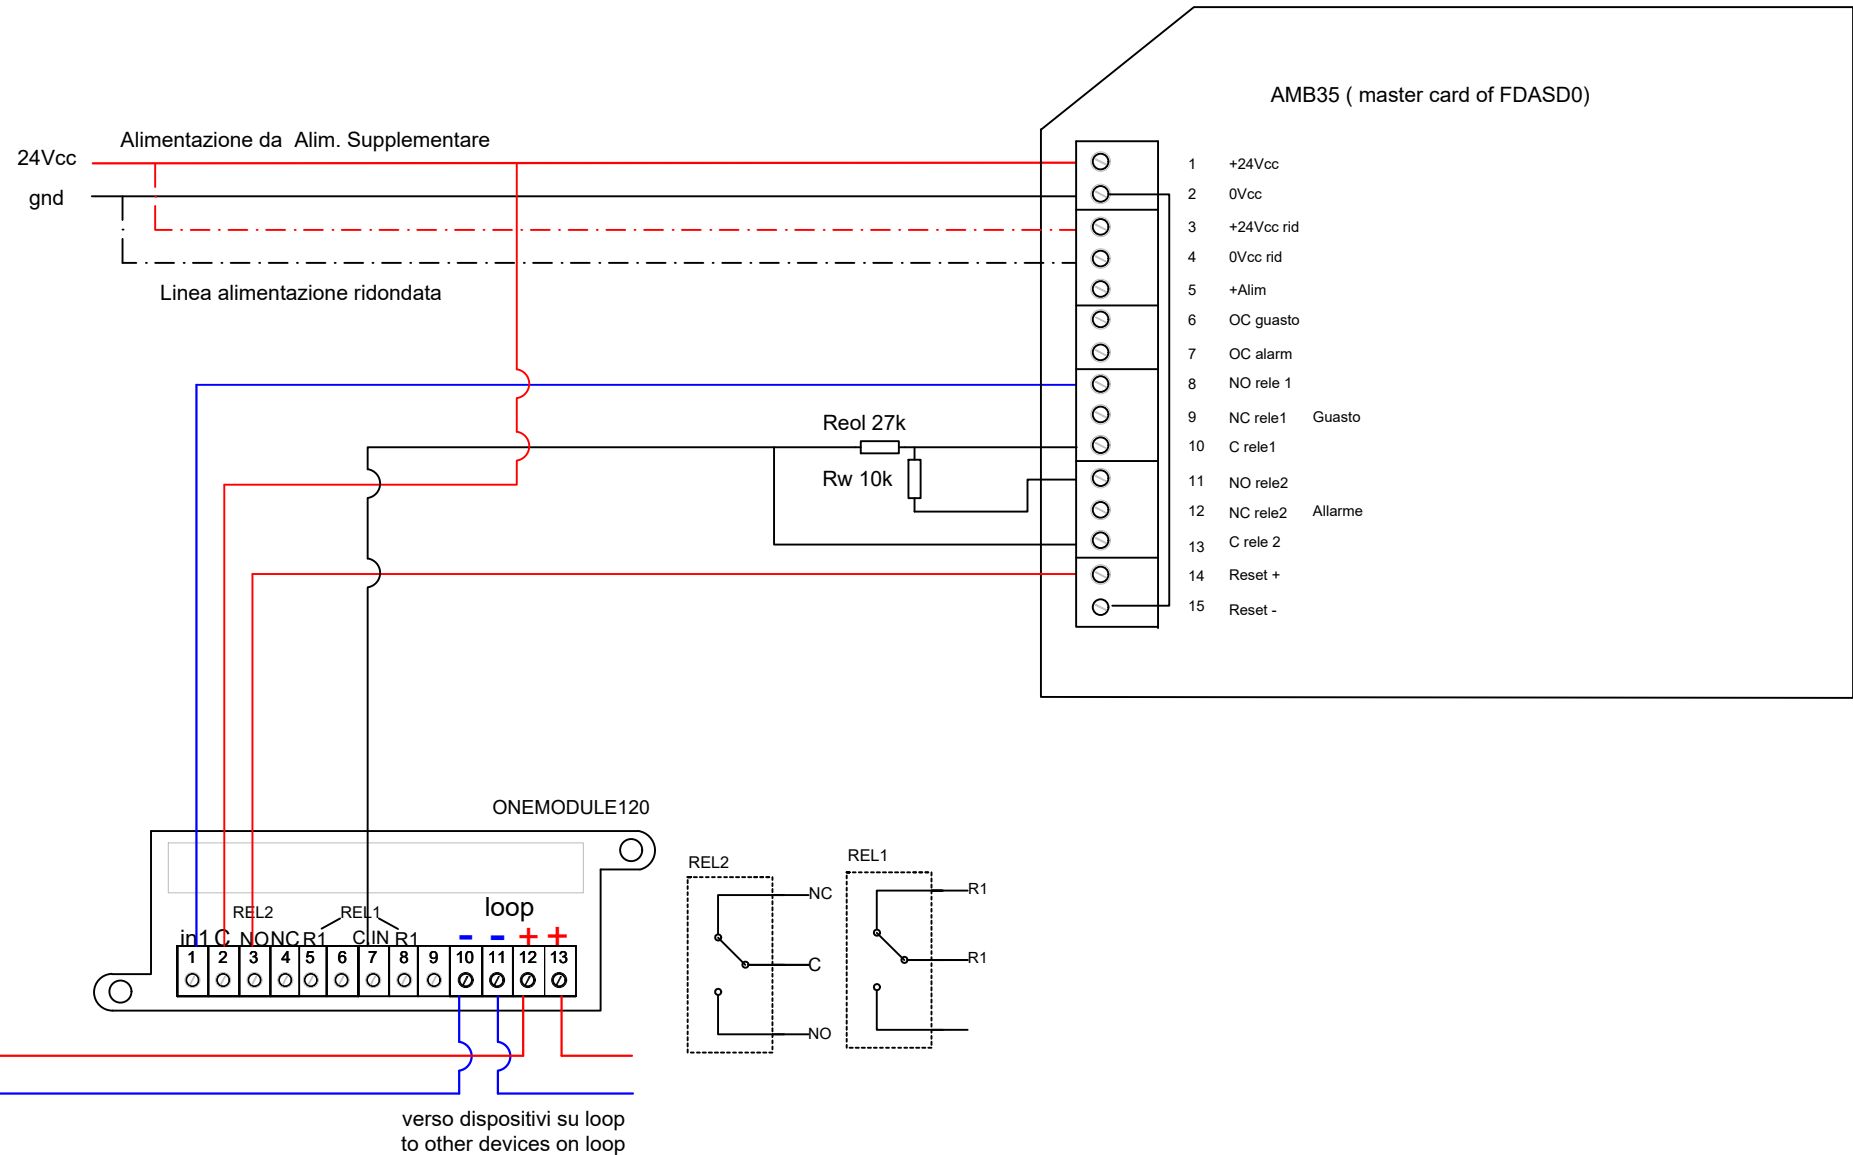 AMB35 ( master card of FDASD0)
Alimentazione da  Alim. Supplementare
24Vcc
gnd
Linea alimentazione ridondata
1 +24Vcc
2 0Vcc
3 +24Vcc rid
4 0Vcc rid
5 +Alim
6 OC guasto
7 OC alarm
8 NO rele 1
9 NC rele1 Guasto
10 C rele1
11 NO rele2
12 NC rele2 Allarme
13 C rele 2
14 Reset +
15 Reset -
Reol 27k
Rw 10k
ONEMODULE120
REL2 REL1 loop
in1 C NO NC R1 C.IN R1 - - + +
1 2 3 4 5 6 7 8 9 10 11 12 13
REL2
NC
C
NO
REL1
R1
R1
verso dispositivi su loop
to other devices on loop